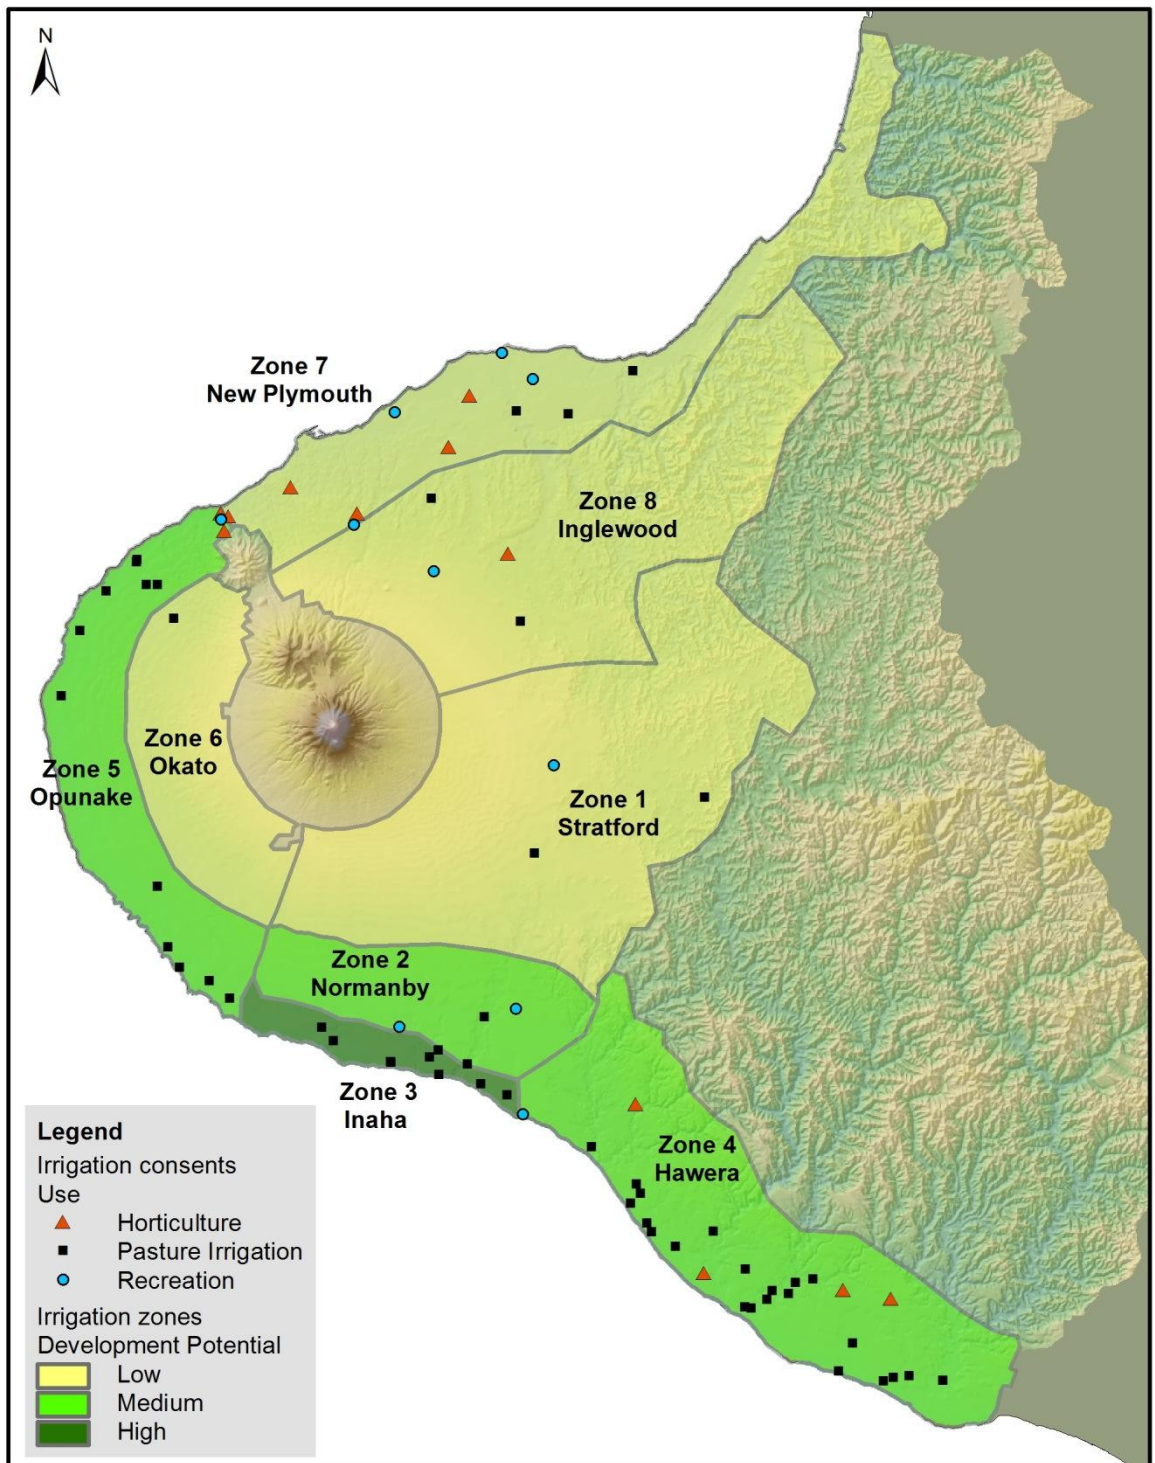 N
Zone 7
New Plymouth
Zone 8
Inglewood
Zone 6
Okato
Zone 5
Opunake
Zone 1
Stratford
Zone 2
Normanby
Zone 3
Inaha
Zone 4
Hawera
Legend
Irrigation consents
Use
Horticulture
Pasture Irrigation
Recreation
Irrigation zones
Development Potential
Low
Medium
High